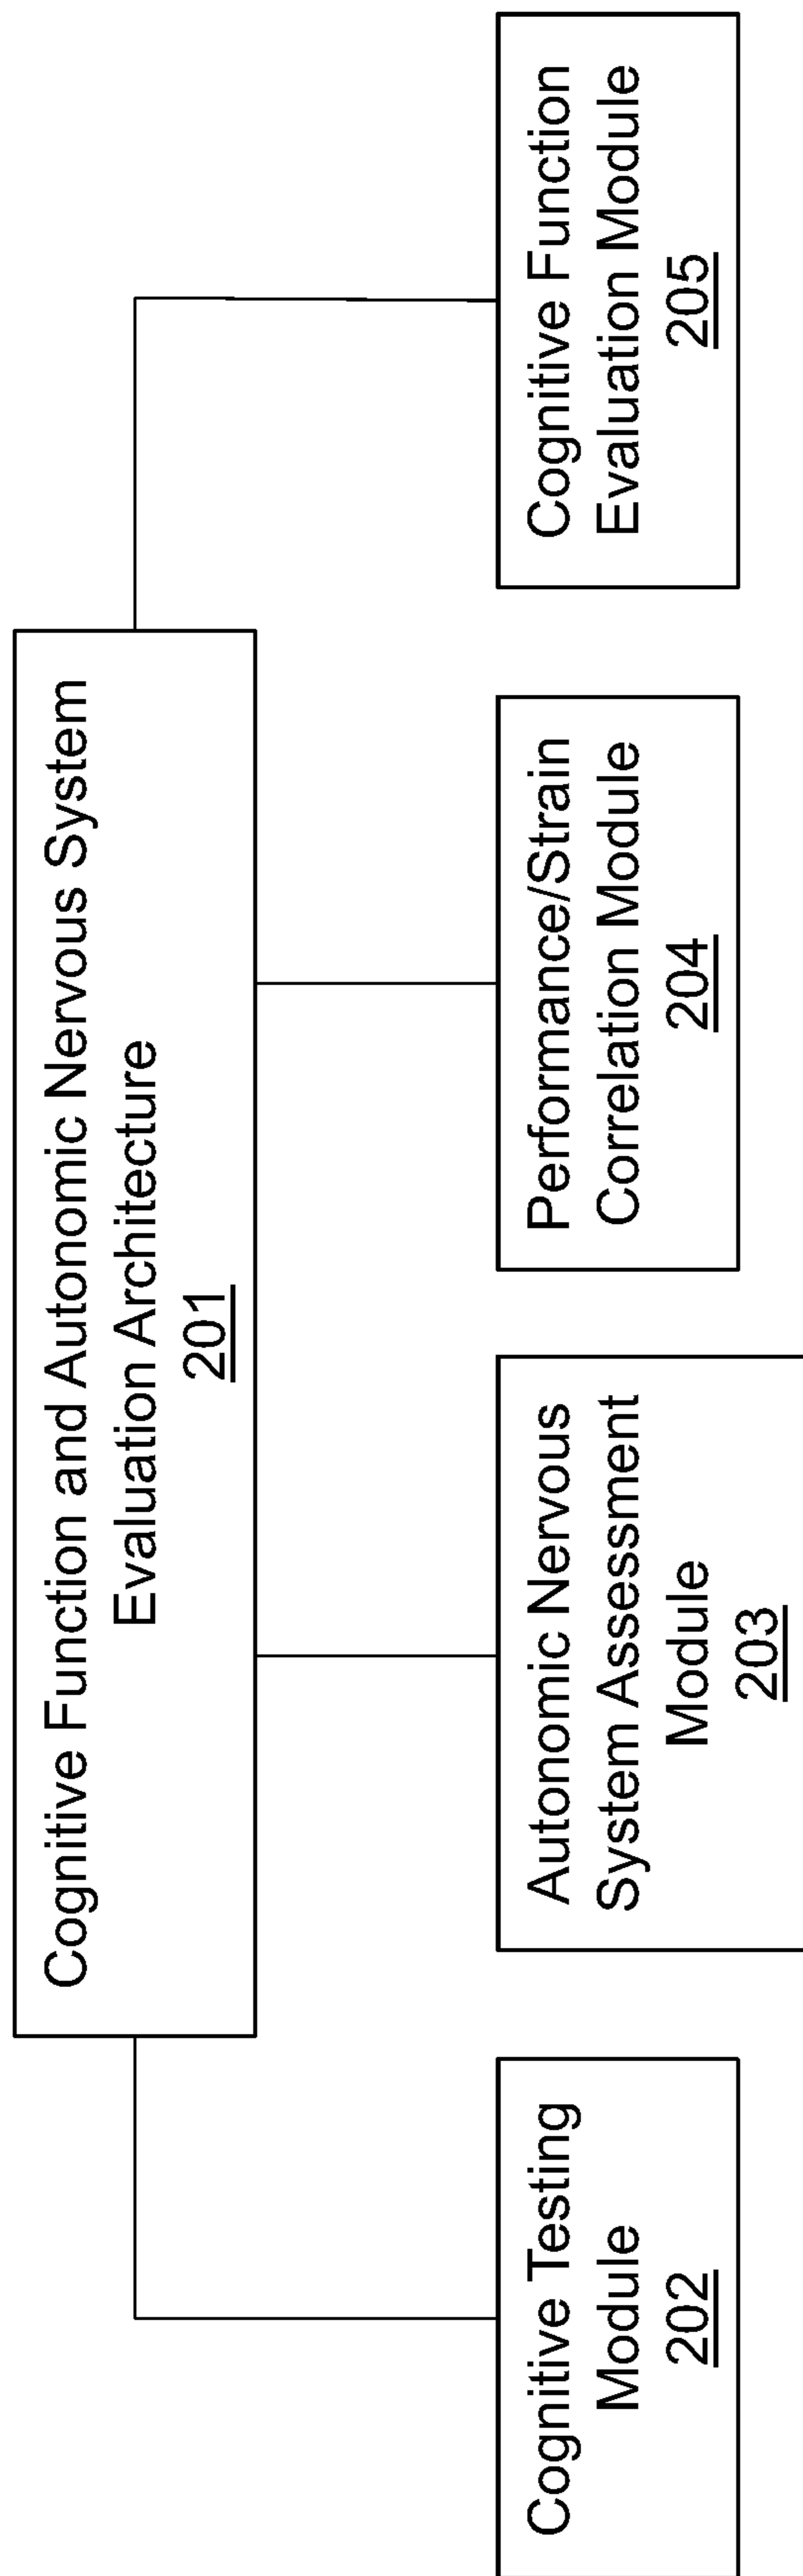 Cognitive Function and Autonomic Nervous System
Evaluation Architecture
201
Cognitive Testing
Module
202
Autonomic Nervous
System Assessment
Module
203
Performance/Strain
Correlation Module
204
Cognitive Function
Evaluation Module
205